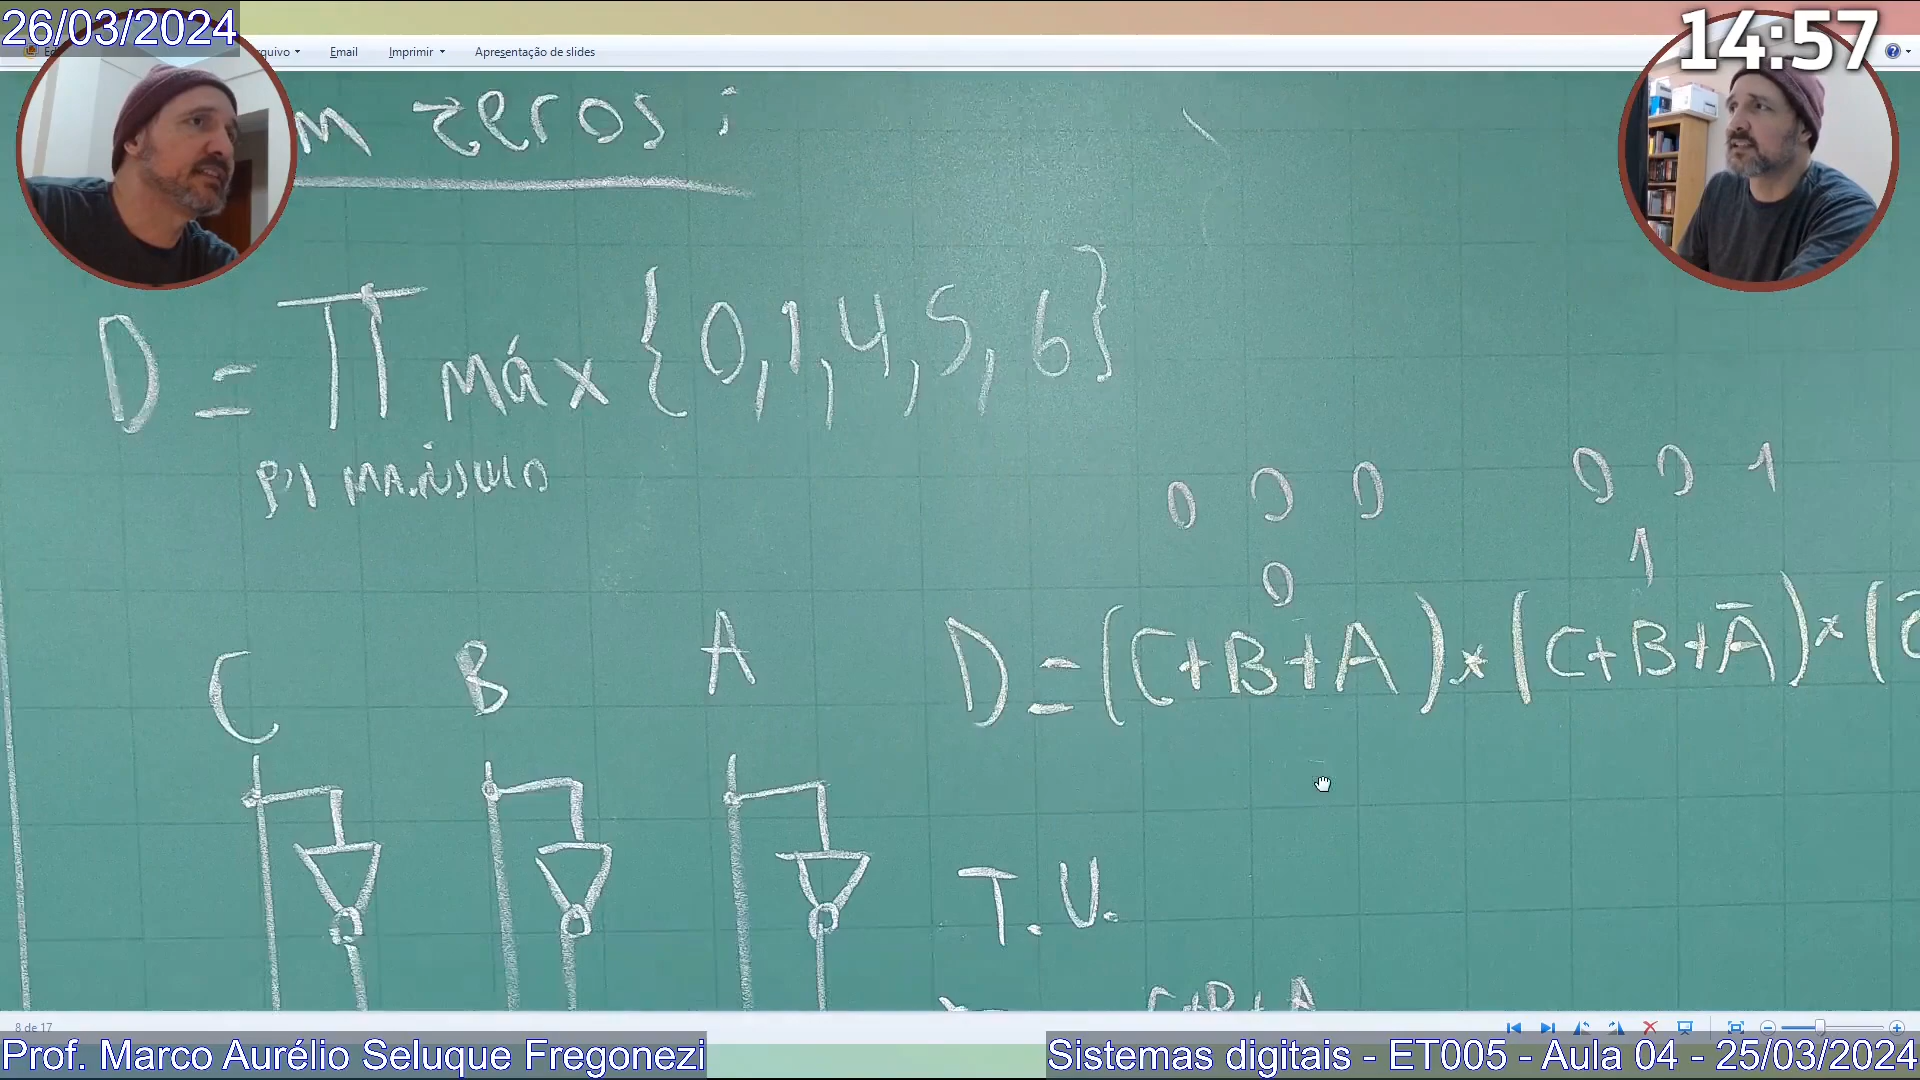 26/03/2024
14:57
Email Imprimir Apresentação de slides
m zeros :
D = Π máx {0,1,4,5,6}
PI MAIÚSCULO
0 0 0 0 0 1
0 1
C B A
D = (C+B+A) * (C+B+A̅) * (
T.V.
C+B+A
8 de 17
Prof. Marco Aurélio Seluque Fregonezi
Sistemas digitais - ET005 - Aula 04 - 25/03/2024